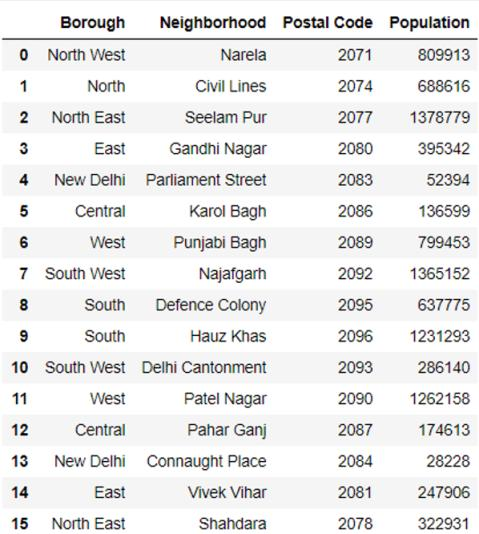 Borough Neighborhood Postal Code Population
0 North West Narela 2071 809913
1 North Civil Lines 2074 688616
2 North East Seelam Pur 2077 1378779
3 East Gandhi Nagar 2080 395342
4 New Delhi Parliament Street 2083 52394
5 Central Karol Bagh 2086 136599
6 West Punjabi Bagh 2089 799453
7 South West Najafgarh 2092 1365152
8 South Defence Colony 2095 637775
9 South Hauz Khas 2096 1231293
10 South West Delhi Cantonment 2093 286140
11 West Patel Nagar 2090 1262158
12 Central Pahar Ganj 2087 174613
13 New Delhi Connaught Place 2084 28228
14 East Vivek Vihar 2081 247906
15 North East Shahdara 2078 322931